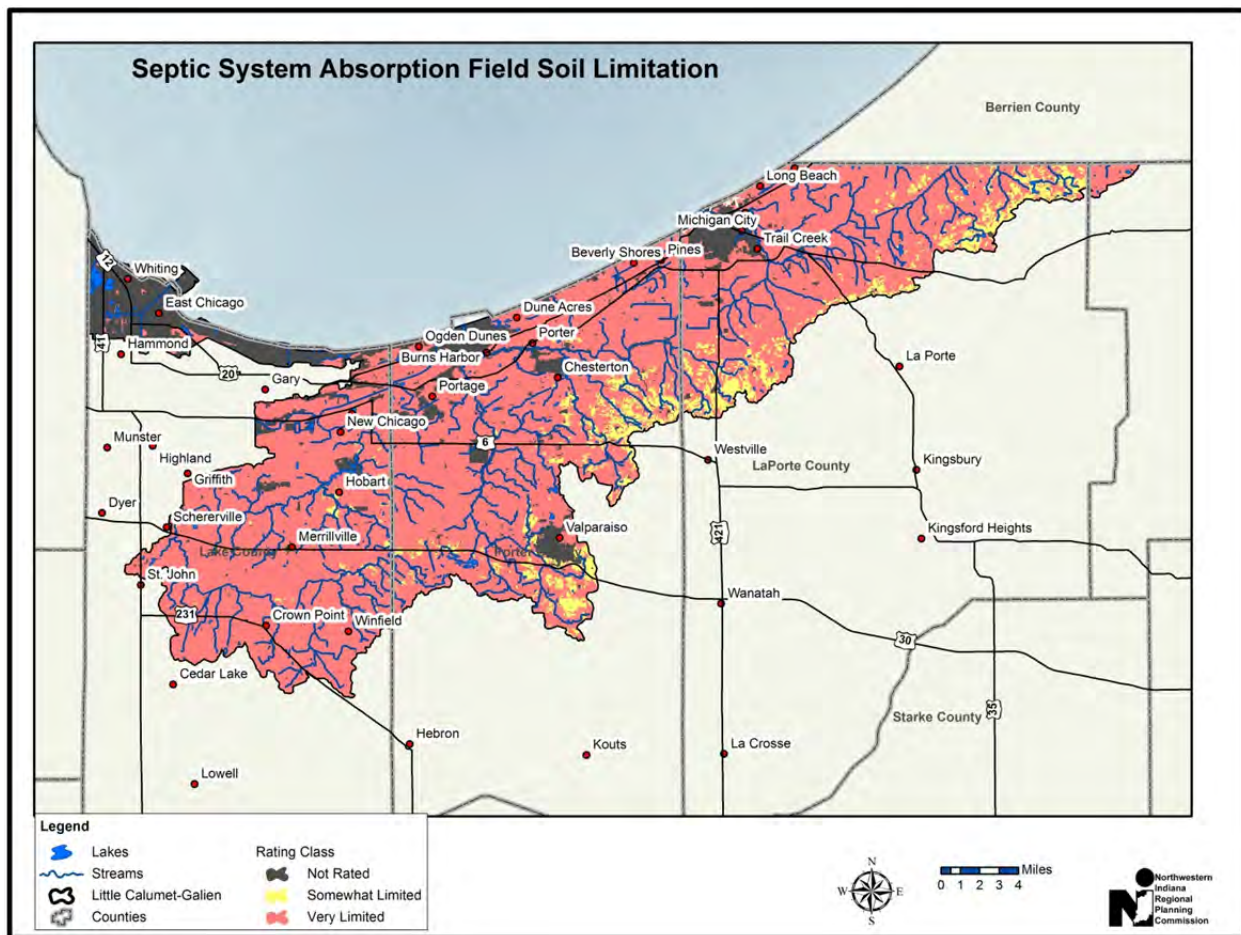 Septic System Absorption Field Soil Limitation
Berrien County
Long Beach
Michigan City
Trail Creek
Beverly Shores
Pines
12
Whiting
East Chicago
Dune Acres
Ogden Dunes
Porter
41
Hammond
Burns Harbor
20
Gary
Chesterton
La Porte
Portage
New Chicago
6
Munster
Highland
Westville
LaPorte County
Kingsbury
Griffith
Hobart
Dyer
Schererville
421
Valparaiso
Kingsford Heights
Lake County
Merrillville
Porter County
St. John
Wanatah
231
Crown Point
Winfield
30
Cedar Lake
35
Starke County
Hebron
Kouts
La Crosse
Lowell
Legend
Lakes
Streams
Little Calumet-Galien
Counties
Rating Class
Not Rated
Somewhat Limited
Very Limited
N
W E
S
Miles
0 1 2 3 4
Northwestern
Indiana
Regional
Planning
Commission